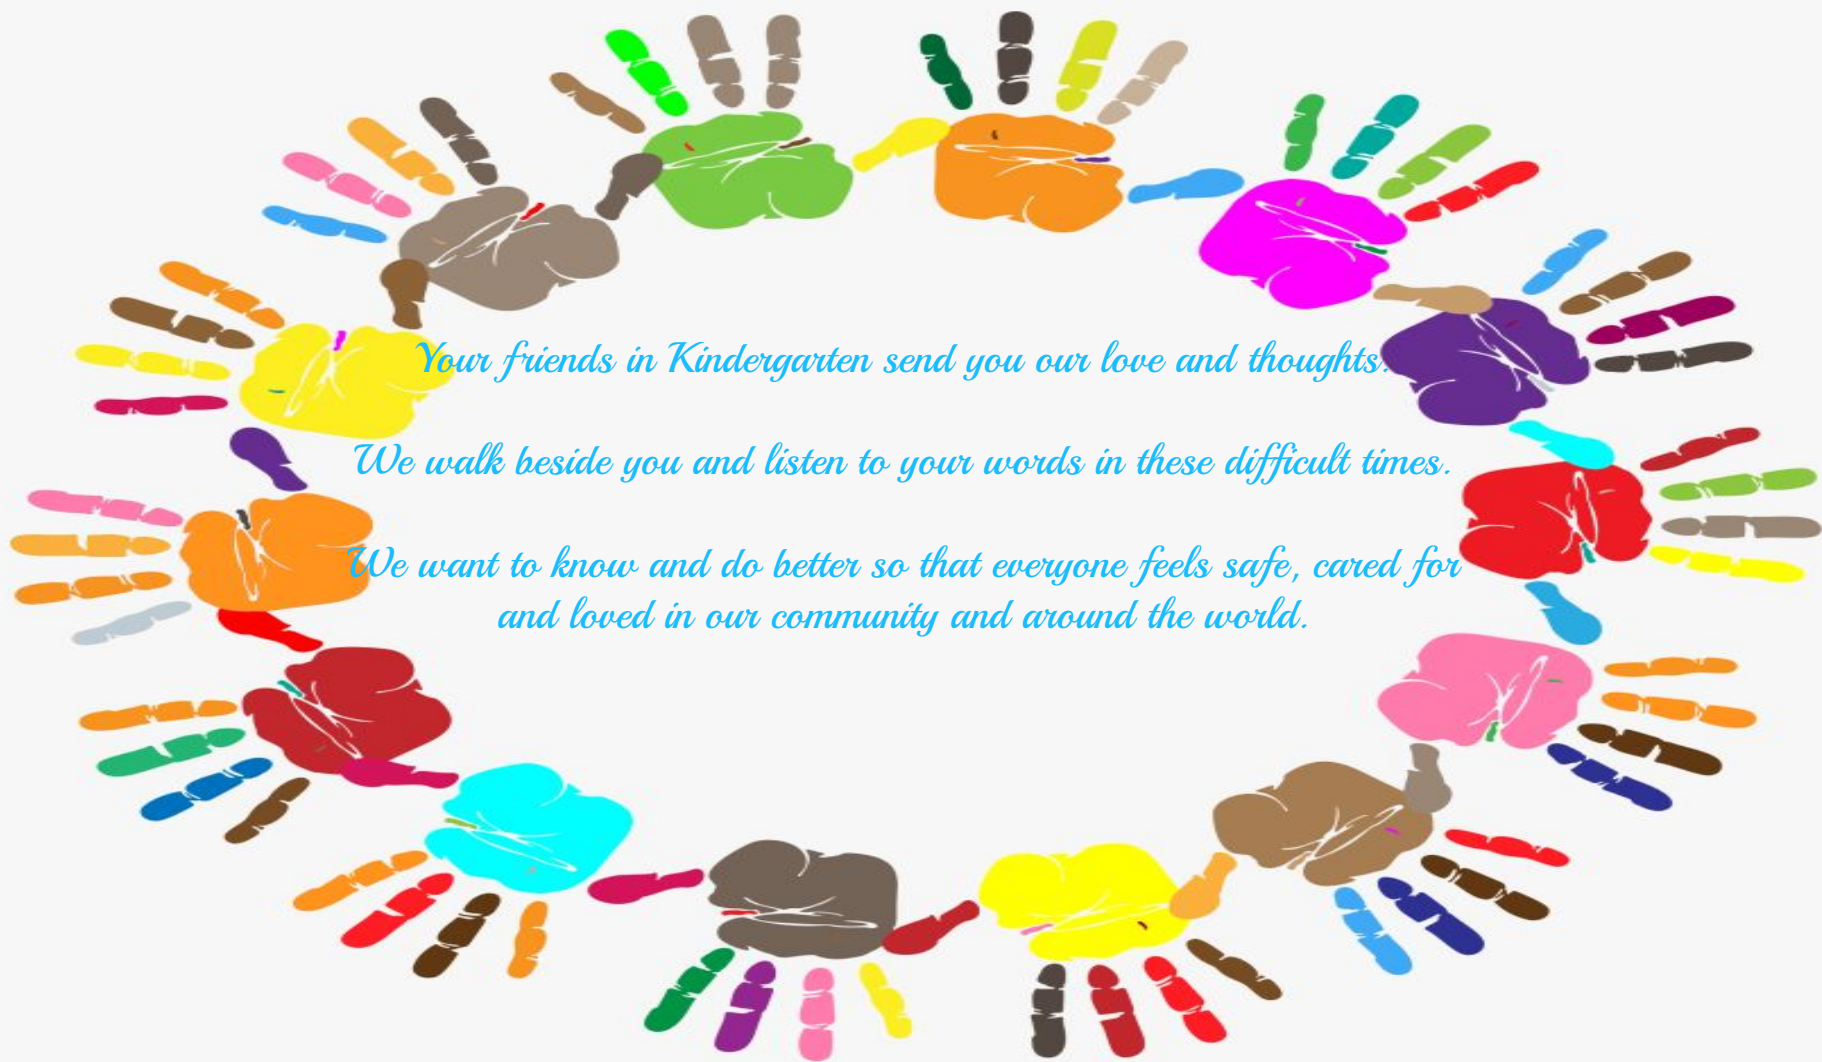 Your friends in Kindergarten send you our love and thoughts.
We walk beside you and listen to your words in these difficult times.
We want to know and do better so that everyone feels safe, cared for
and loved in our community and around the world.